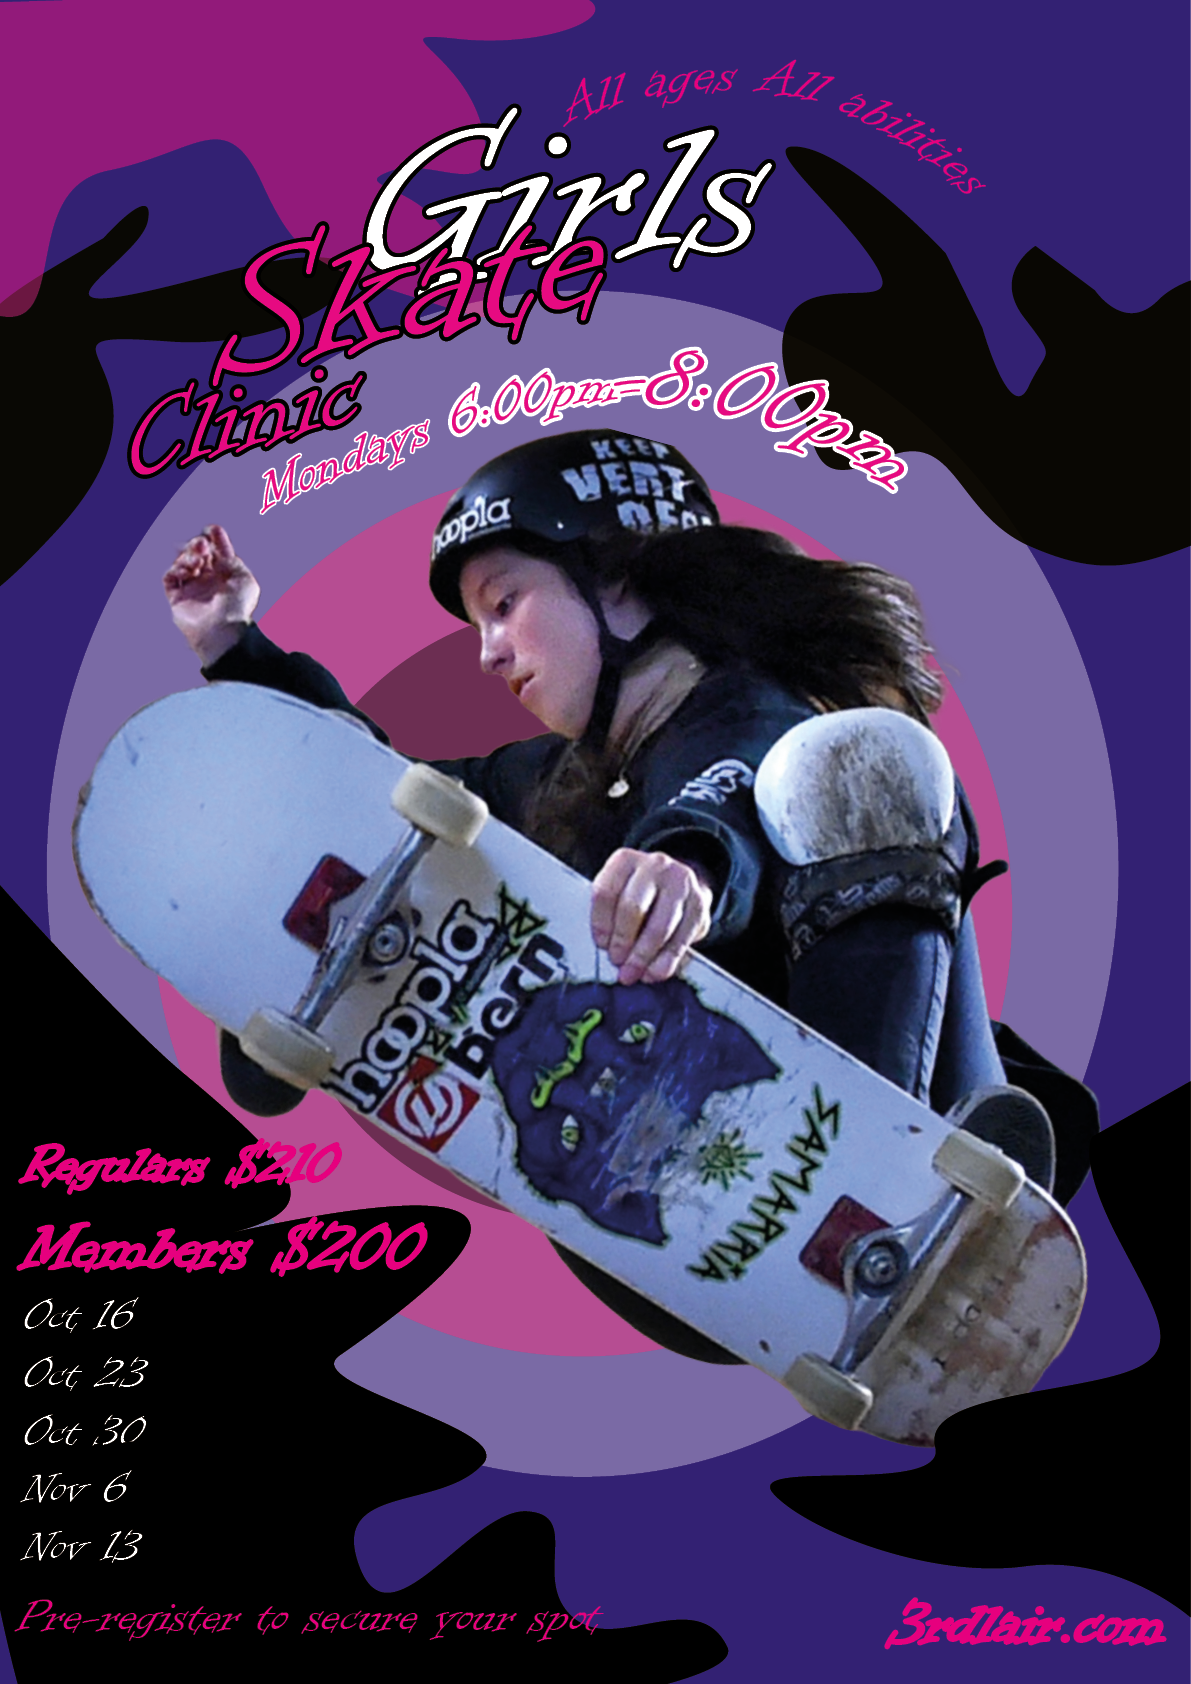 All ages All abilities
Girls
Skate
Clinic
Mondays 6:00pm=8:00pm
KEEP
VERT
hoopla
hoopla
bern
SAMARRIA
Regulars $210
Members $200
Oct 16
Oct 23
Oct 30
Nov 6
Nov 13
Pre-register to secure your spot
3rdlair.com